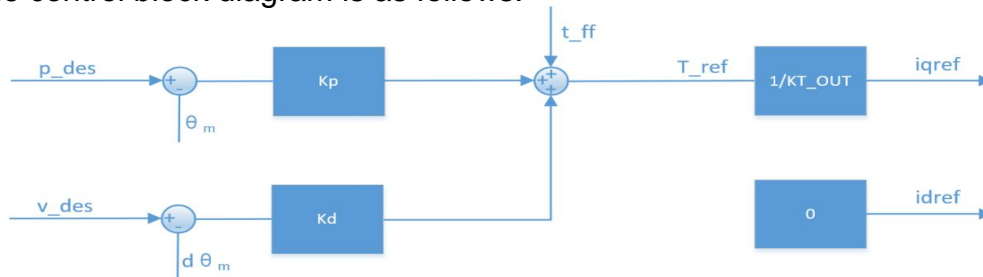 t_ff
p_des
Kp
T_ref
1/KT_OUT
iqref
θ m
v_des
Kd
0
idref
d θ m